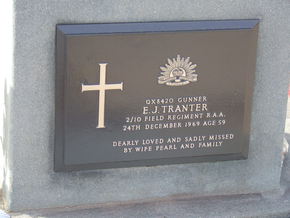 QX8420 GUNNER
E.J. TRANTER
2/10 FIELD REGIMENT R.A.A.
24TH DECEMBER 1969 AGE 59
DEARLY LOVED AND SADLY MISSED
BY WIFE PEARL AND FAMILY